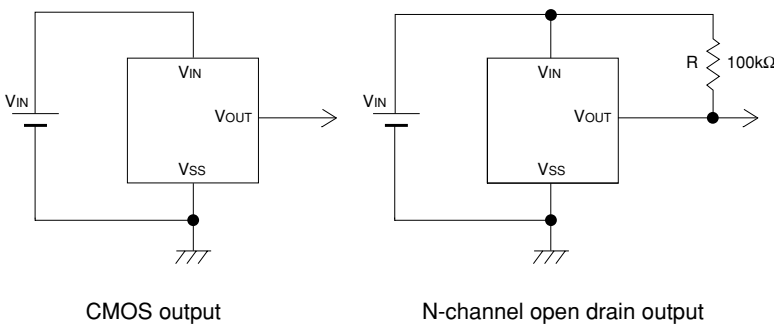 VIN
VIN
VOUT
VSS
CMOS output
VIN
VIN
VOUT
VSS
R 100kΩ
N-channel open drain output